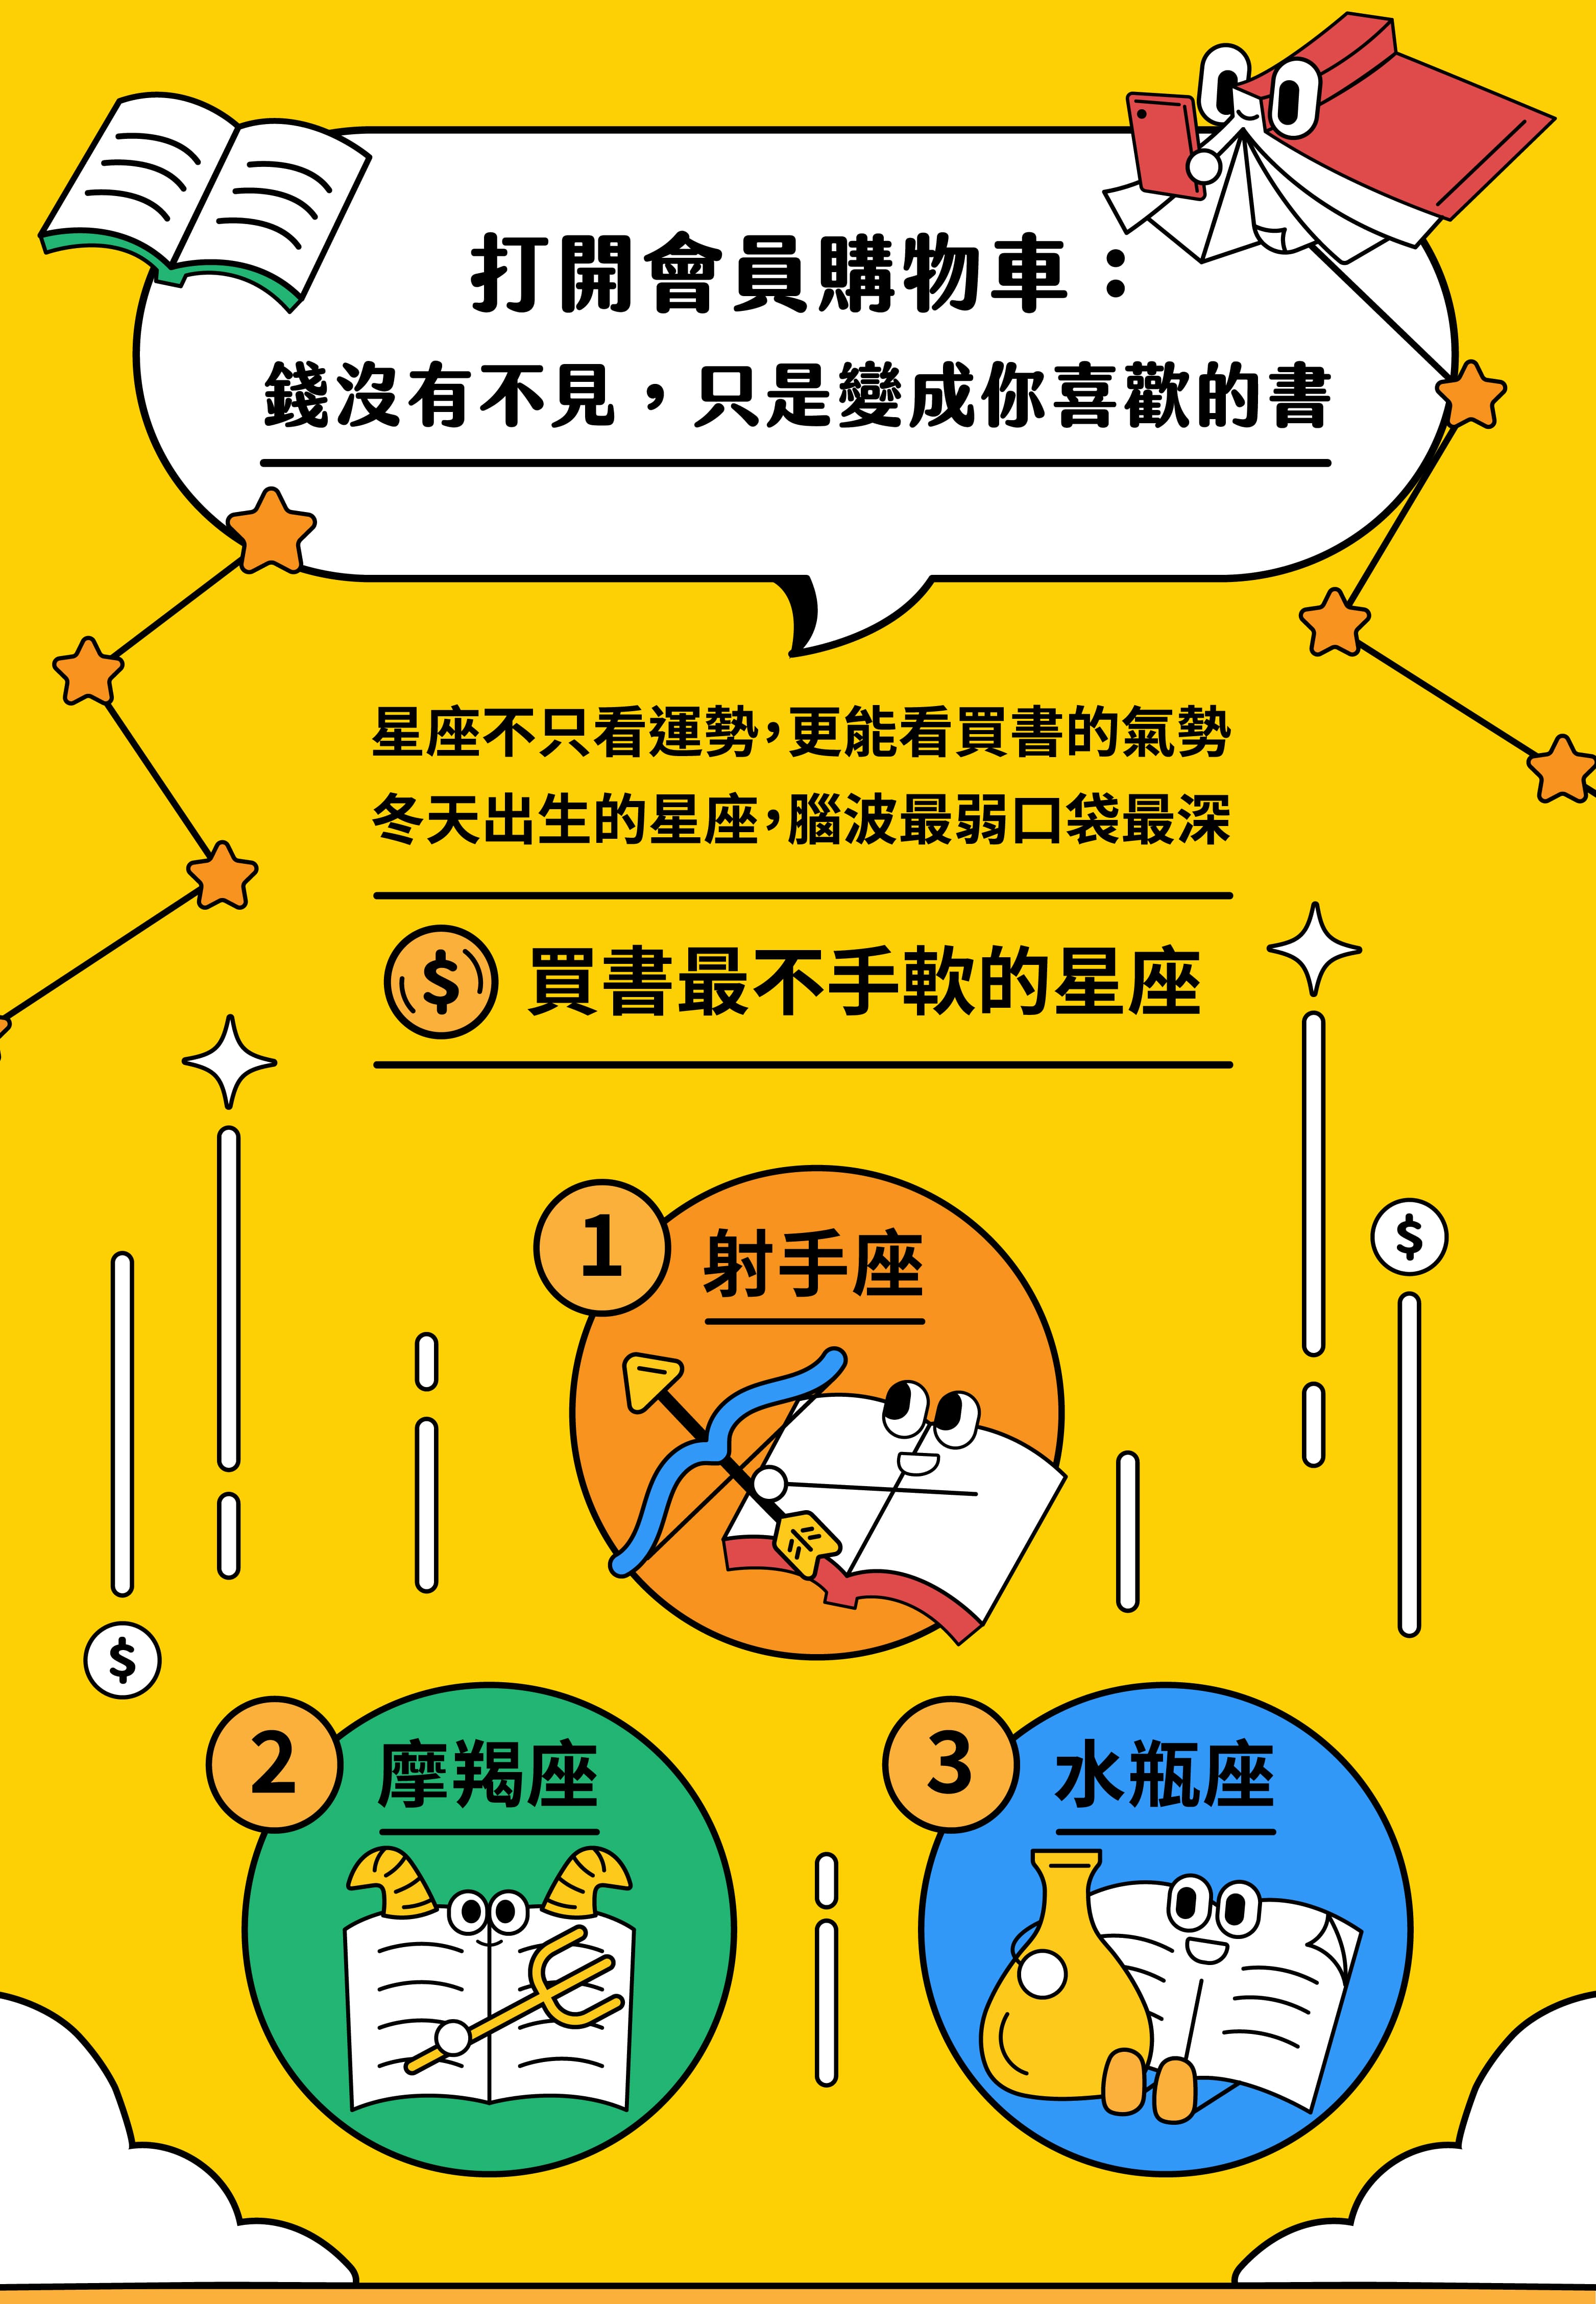 打開會員購物車：
錢沒有不見，只是變成你喜歡的書
星座不只看運勢，更能看買書的氣勢
冬天出生的星座，腦波最弱口袋最深
$ 買書最不手軟的星座
1 射手座
$
$
2 摩羯座
3 水瓶座